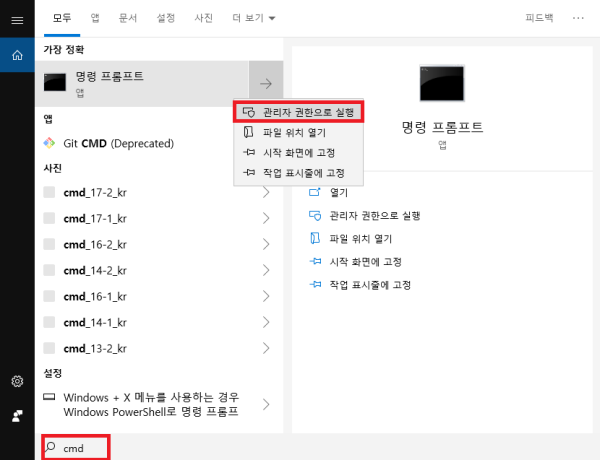 모두 앱 문서 설정 사진 더 보기 피드백 ...
가장 정확
명령 프롬프트
앱
관리자 권한으로 실행
파일 위치 열기
시작 화면에 고정
작업 표시줄에 고정
앱
Git CMD (Deprecated)
사진
cmd_17-2_kr
cmd_17-1_kr
cmd_16-2_kr
cmd_14-2_kr
cmd_16-1_kr
cmd_14-1_kr
cmd_13-2_kr
설정
Windows + X 메뉴를 사용하는 경우
Windows PowerShell로 명령 프롬프
cmd
명령 프롬프트
앱
열기
관리자 권한으로 실행
파일 위치 열기
시작 화면에 고정
작업 표시줄에 고정